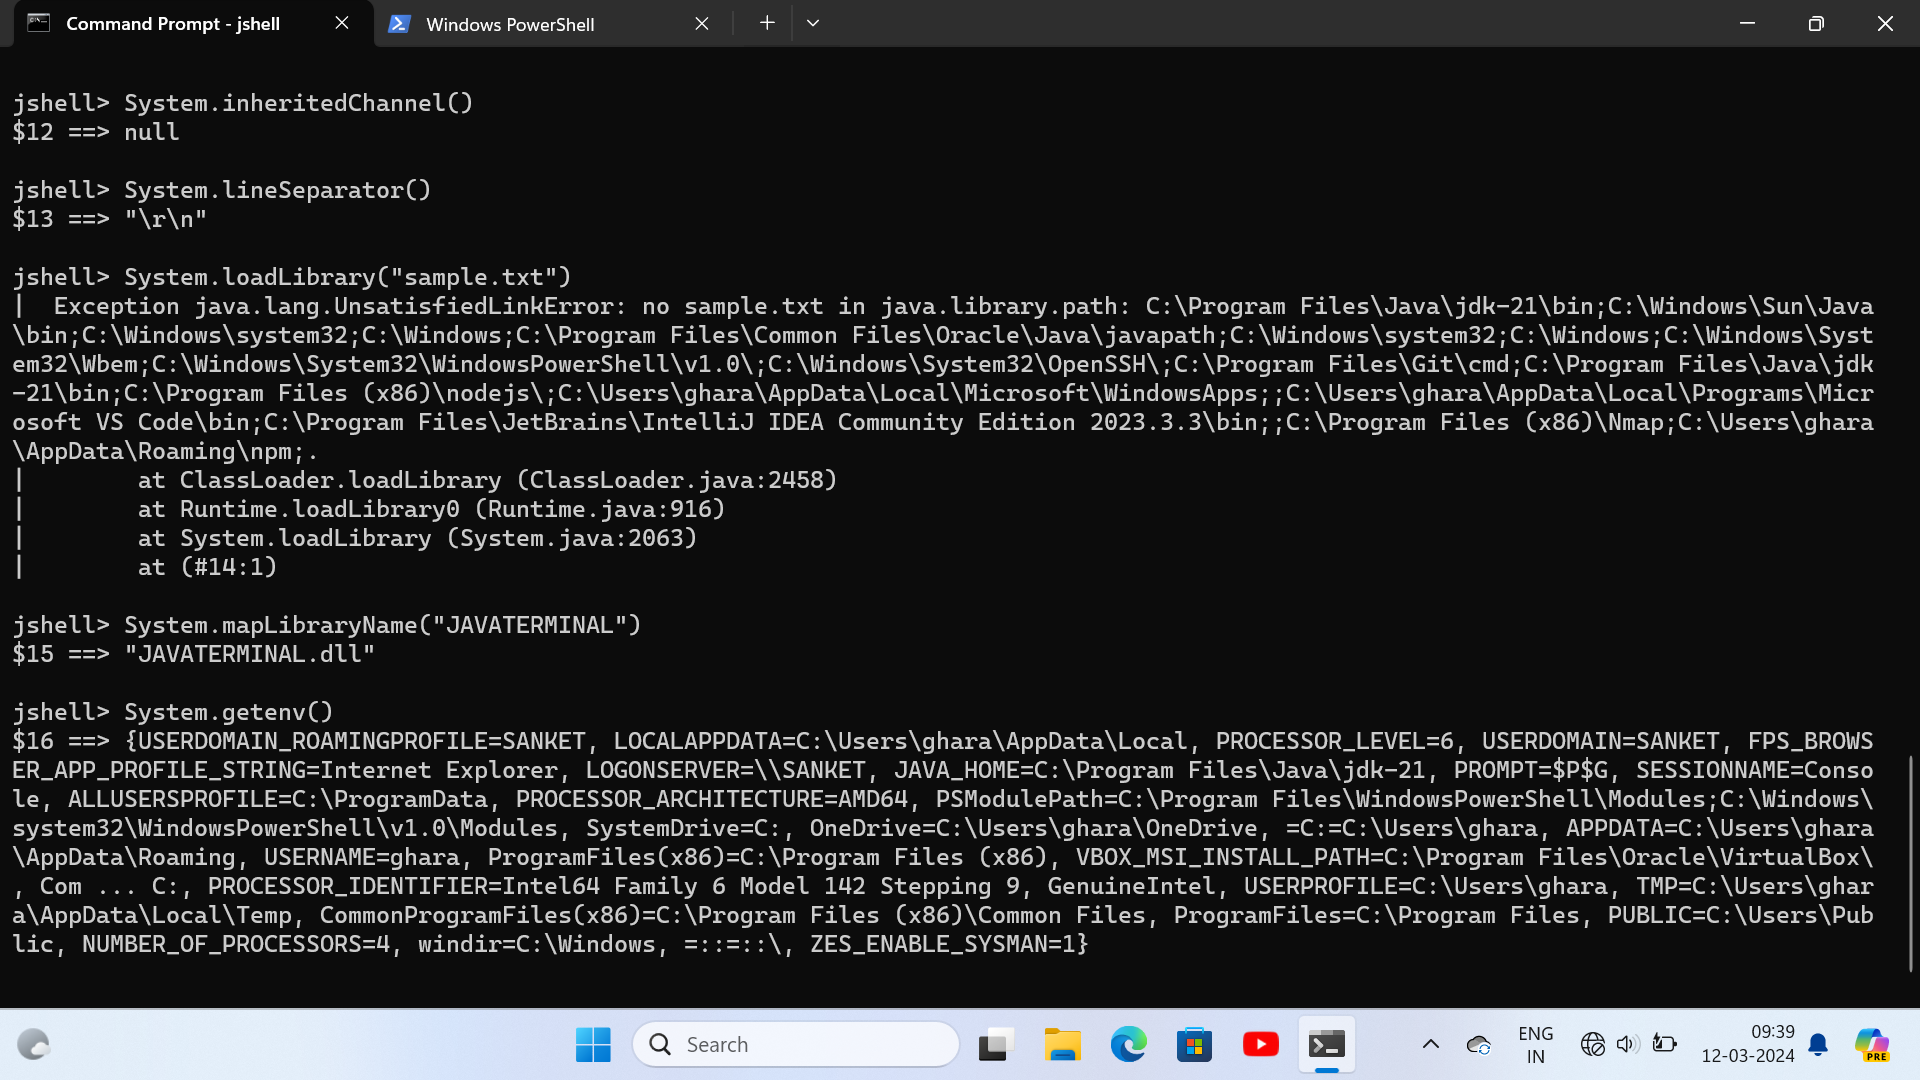 Command Prompt - jshell
Windows PowerShell
jshell> System.inheritedChannel()
$12 ==> null
jshell> System.lineSeparator()
$13 ==> "\r\n"
jshell> System.loadLibrary("sample.txt")
|  Exception java.lang.UnsatisfiedLinkError: no sample.txt in java.library.path: C:\Program Files\Java\jdk-21\bin;C:\Windows\Sun\Java
\bin;C:\Windows\system32;C:\Windows;C:\Program Files\Common Files\Oracle\Java\javapath;C:\Windows\system32;C:\Windows;C:\Windows\Syst
em32\Wbem;C:\Windows\System32\WindowsPowerShell\v1.0\;C:\Windows\System32\OpenSSH\;C:\Program Files\Git\cmd;C:\Program Files\Java\jdk
-21\bin;C:\Program Files (x86)\nodejs\;C:\Users\ghara\AppData\Local\Microsoft\WindowsApps;;C:\Users\ghara\AppData\Local\Programs\Micr
osoft VS Code\bin;C:\Program Files\JetBrains\IntelliJ IDEA Community Edition 2023.3.3\bin;;C:\Program Files (x86)\Nmap;C:\Users\ghara
\AppData\Roaming\npm;.
|        at ClassLoader.loadLibrary (ClassLoader.java:2458)
|        at Runtime.loadLibrary0 (Runtime.java:916)
|        at System.loadLibrary (System.java:2063)
|        at (#14:1)
jshell> System.mapLibraryName("JAVATERMINAL")
$15 ==> "JAVATERMINAL.dll"
jshell> System.getenv()
$16 ==> {USERDOMAIN_ROAMINGPROFILE=SANKET, LOCALAPPDATA=C:\Users\ghara\AppData\Local, PROCESSOR_LEVEL=6, USERDOMAIN=SANKET, FPS_BROWS
ER_APP_PROFILE_STRING=Internet Explorer, LOGONSERVER=\\SANKET, JAVA_HOME=C:\Program Files\Java\jdk-21, PROMPT=$P$G, SESSIONNAME=Conso
le, ALLUSERSPROFILE=C:\ProgramData, PROCESSOR_ARCHITECTURE=AMD64, PSModulePath=C:\Program Files\WindowsPowerShell\Modules;C:\Windows\
system32\WindowsPowerShell\v1.0\Modules, SystemDrive=C:, OneDrive=C:\Users\ghara\OneDrive, =C:=C:\Users\ghara, APPDATA=C:\Users\ghara
\AppData\Roaming, USERNAME=ghara, ProgramFiles(x86)=C:\Program Files (x86), VBOX_MSI_INSTALL_PATH=C:\Program Files\Oracle\VirtualBox\
, Com ... C:, PROCESSOR_IDENTIFIER=Intel64 Family 6 Model 142 Stepping 9, GenuineIntel, USERPROFILE=C:\Users\ghara, TMP=C:\Users\ghar
a\AppData\Local\Temp, CommonProgramFiles(x86)=C:\Program Files (x86)\Common Files, ProgramFiles=C:\Program Files, PUBLIC=C:\Users\Pub
lic, NUMBER_OF_PROCESSORS=4, windir=C:\Windows, =::=::\, ZES_ENABLE_SYSMAN=1}
Search
ENG
IN
09:39
12-03-2024
PRE